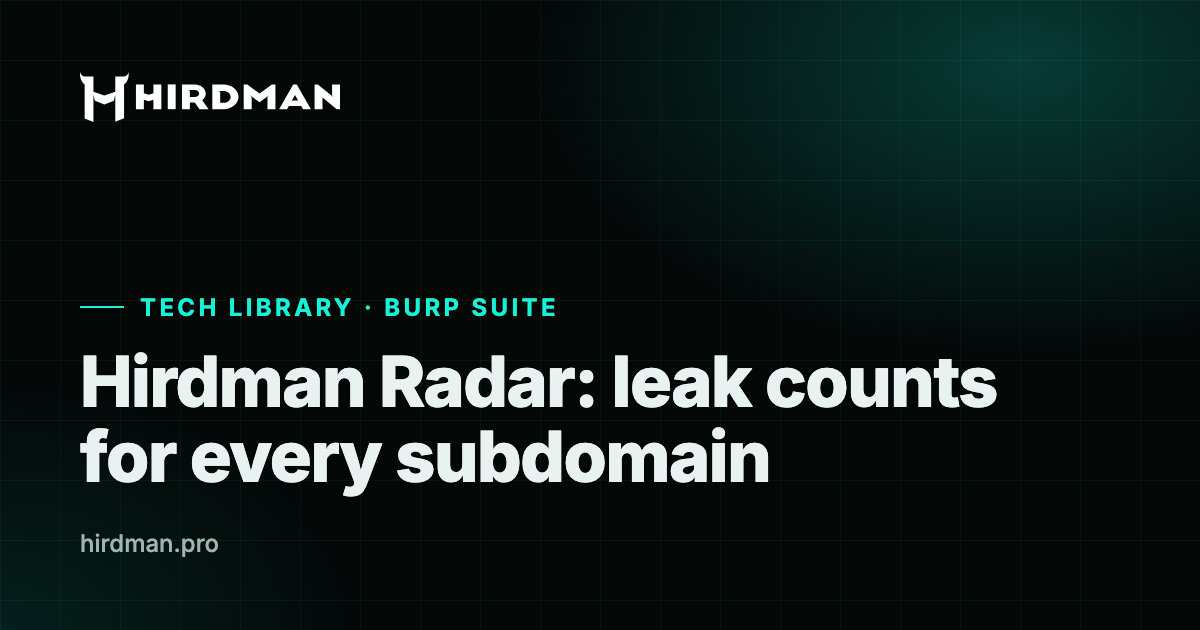 HIRDMAN
TECH LIBRARY · BURP SUITE
Hirdman Radar: leak counts
for every subdomain
hirdman.pro